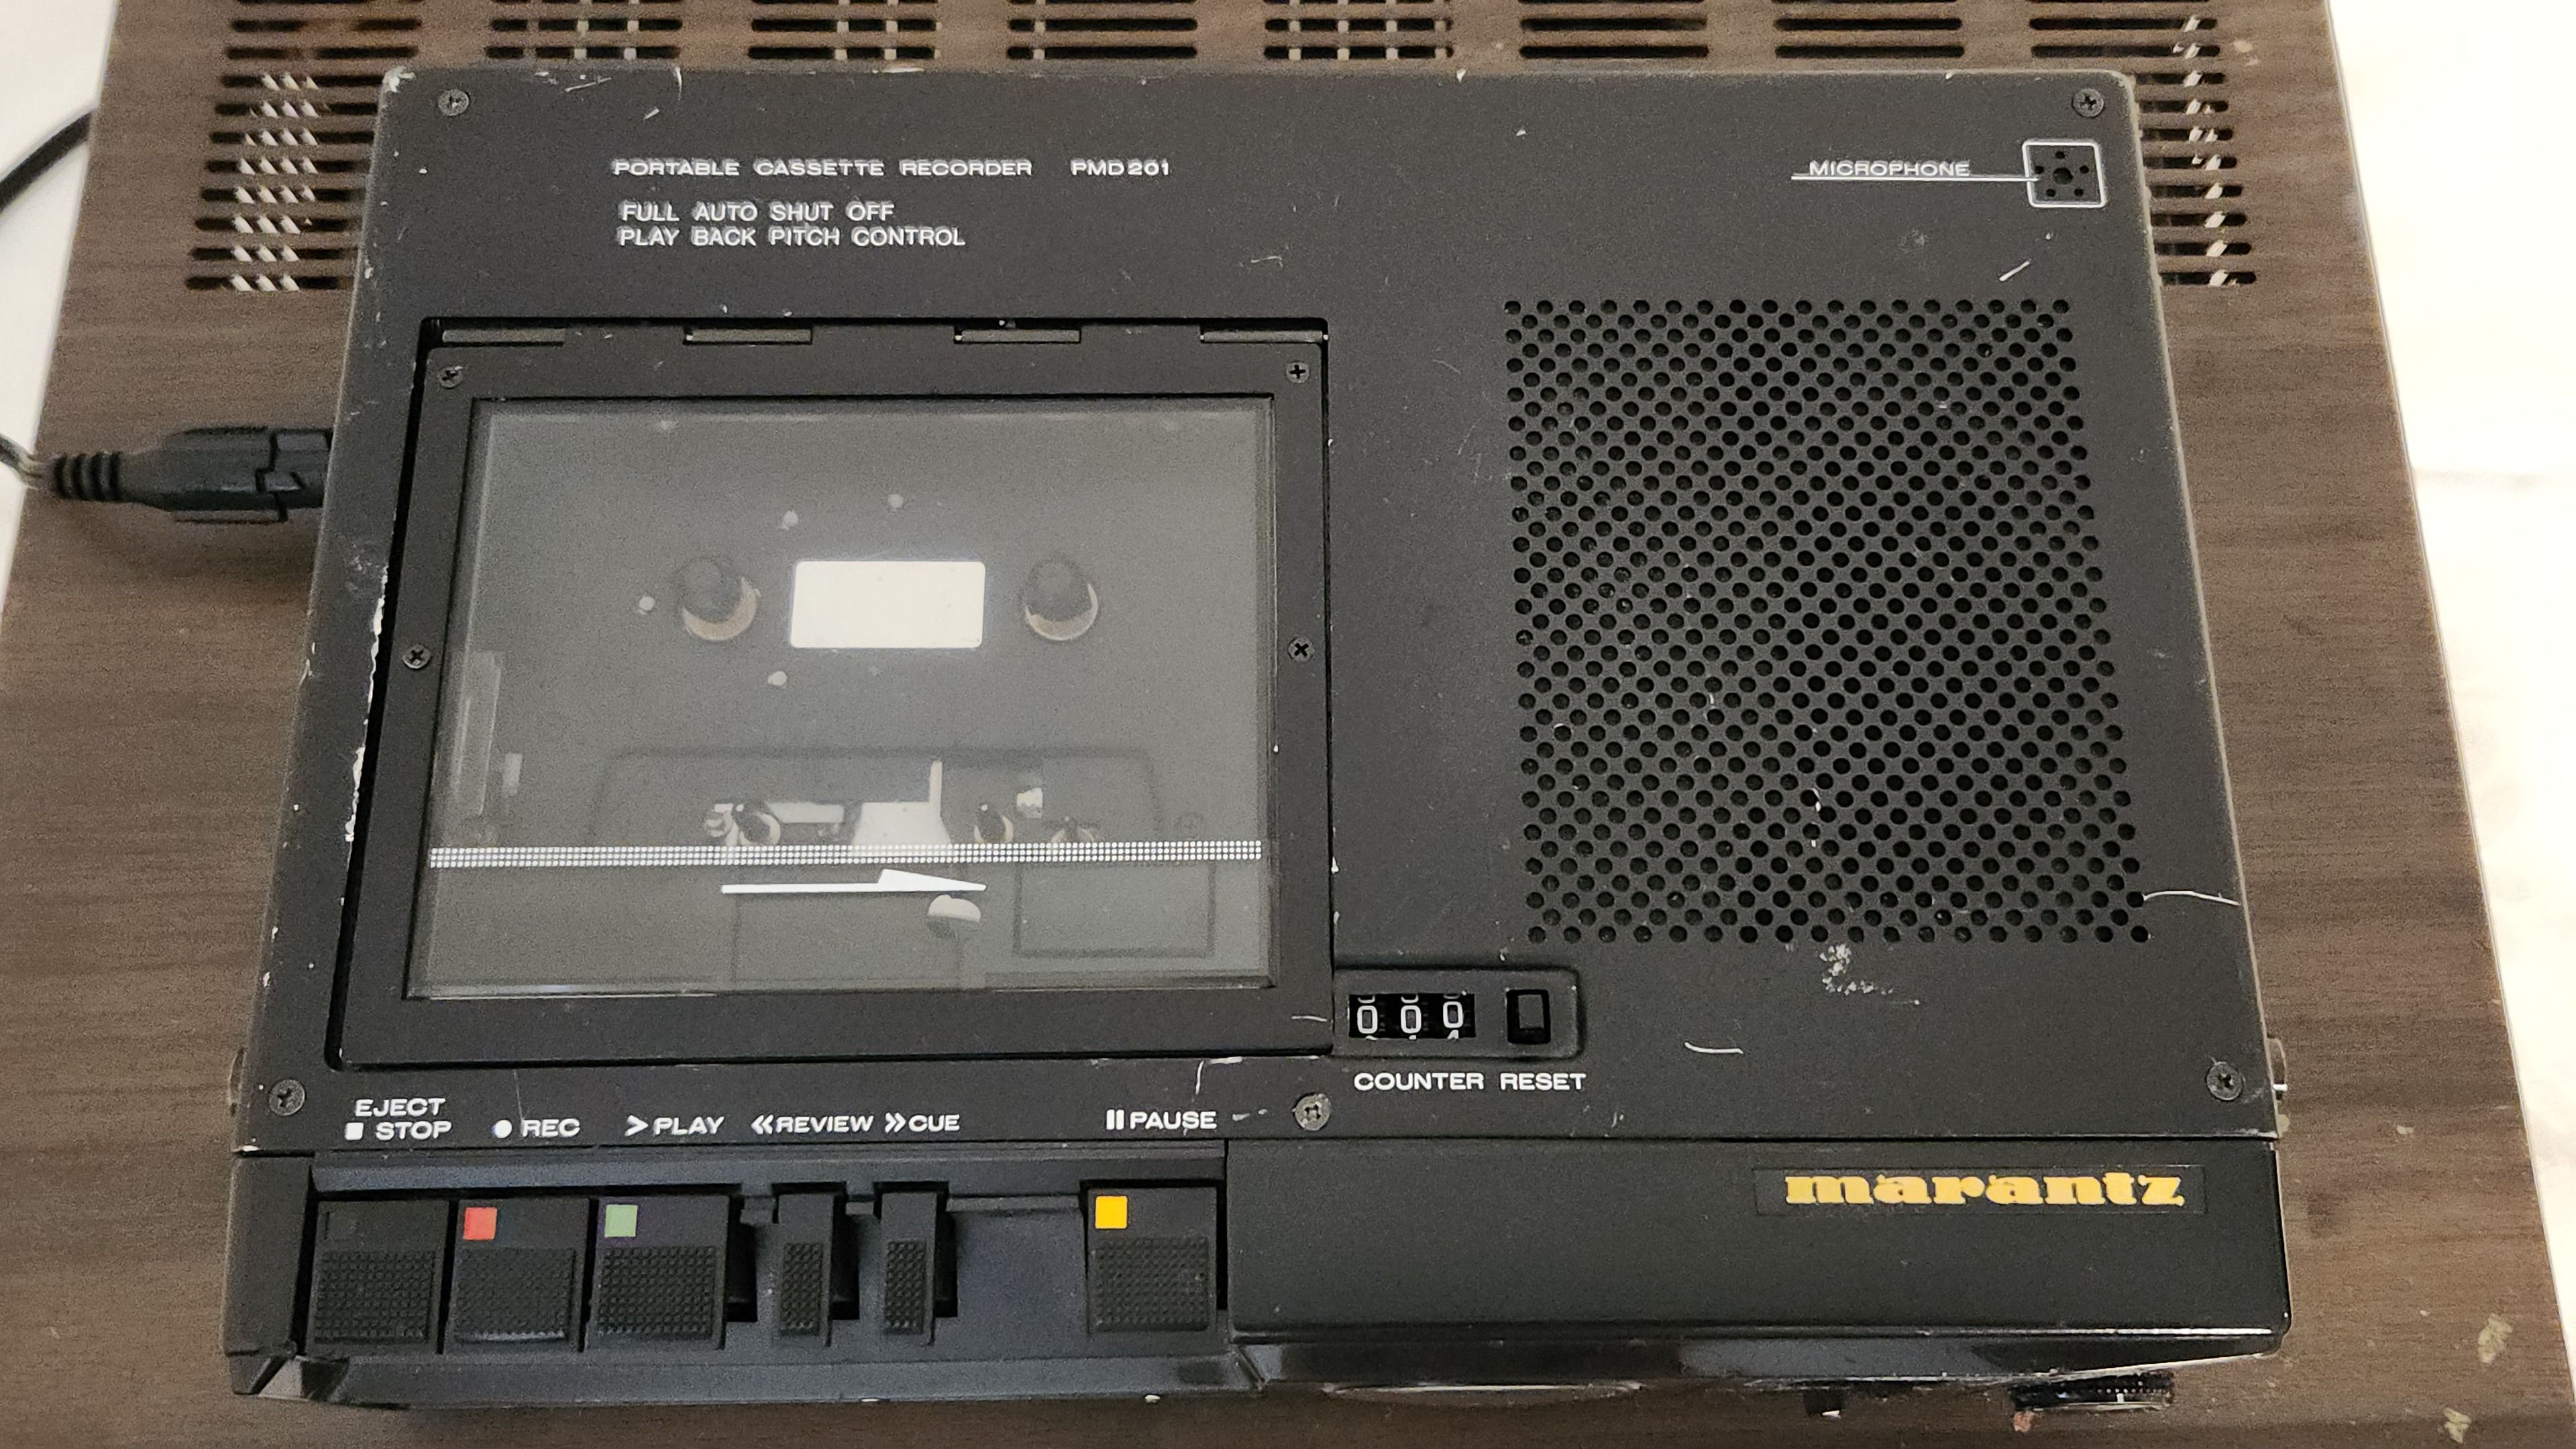 PORTABLE CASSETTE RECORDER PMD201
MICROPHONE
FULL AUTO SHUT OFF
PLAY BACK PITCH CONTROL
000
COUNTER RESET
EJECT
STOP
REC
PLAY
REVIEW
CUE
PAUSE
marantz